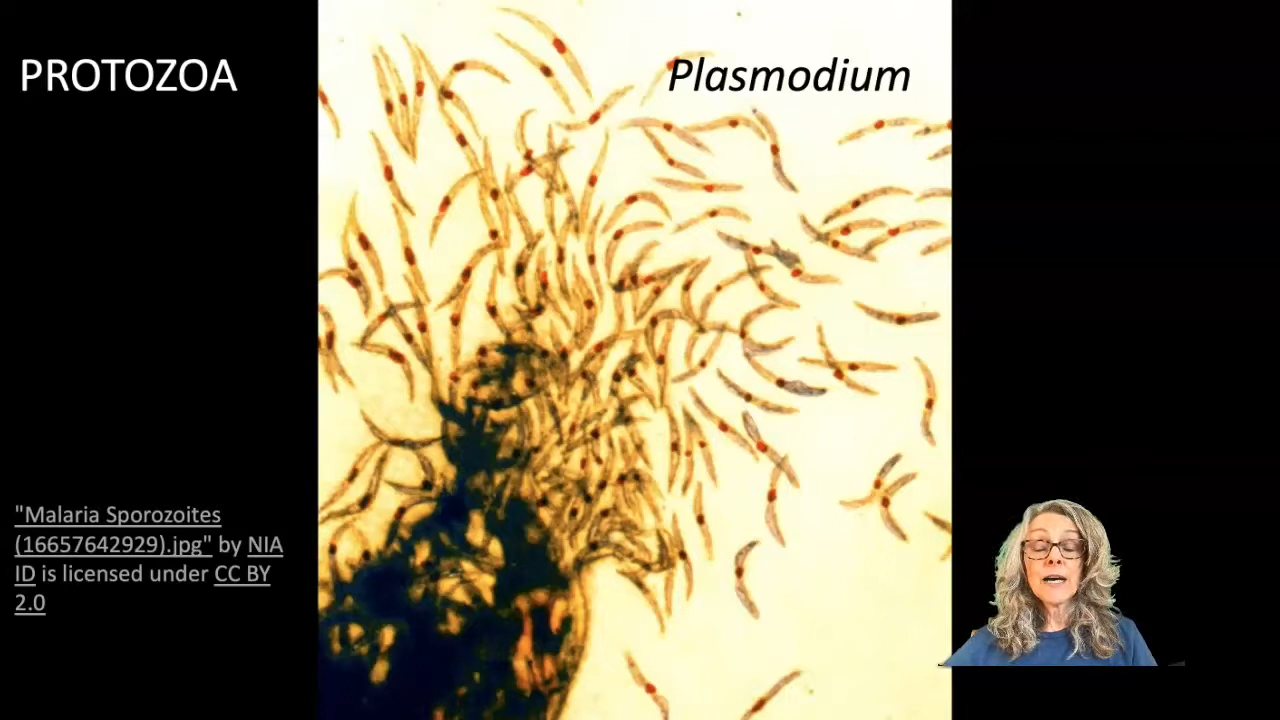 PROTOZOA
Plasmodium
"Malaria Sporozoites
(16657642929).jpg" by NIA
ID is licensed under CC BY
2.0